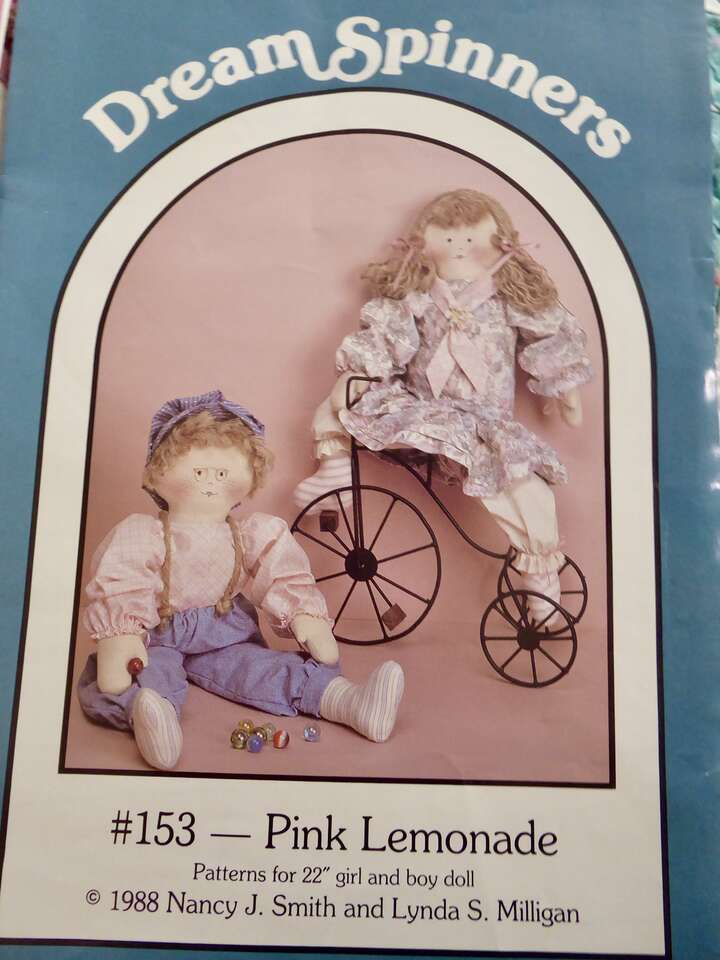 Dream Spinners
#153 — Pink Lemonade
Patterns for 22" girl and boy doll
© 1988 Nancy J. Smith and Lynda S. Milligan